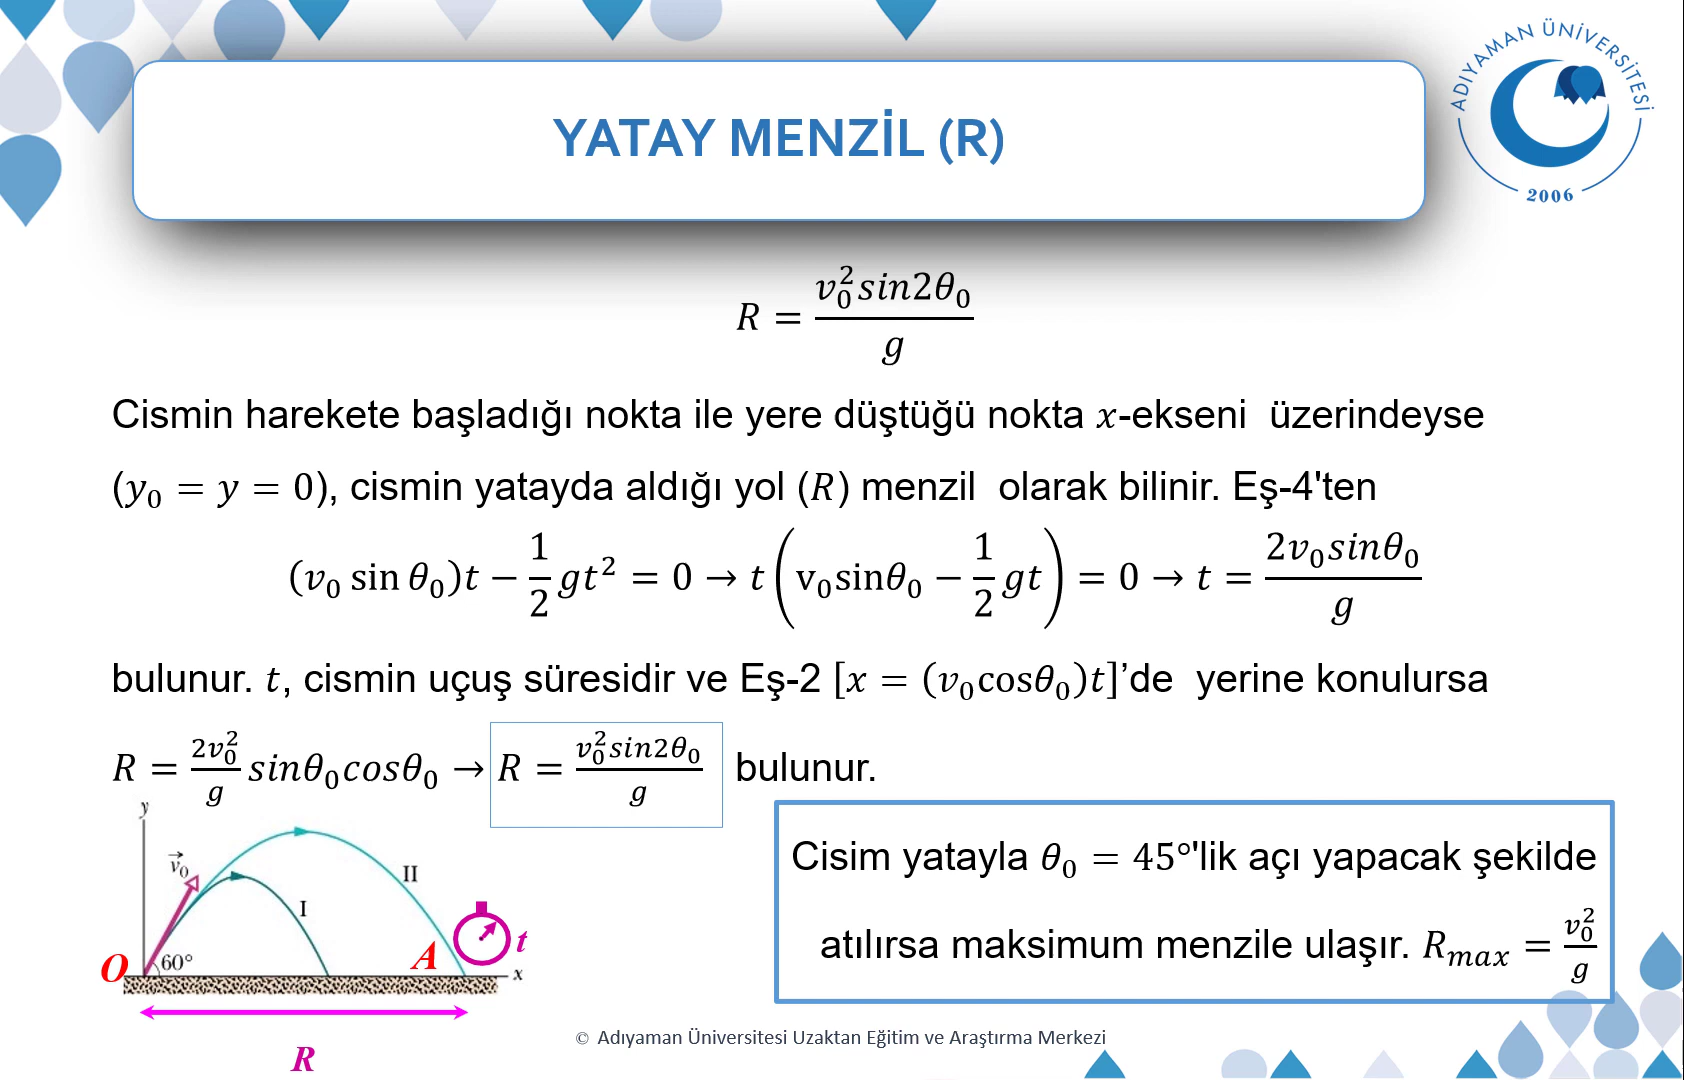 YATAY MENZİL (R)
ADIYAMAN ÜNİVERSİTESİ
2006
R = v₀²sin2θ₀ / g
Cismin harekete başladığı nokta ile yere düştüğü nokta x-ekseni üzerindeyse
(y₀ = y = 0), cismin yatayda aldığı yol (R) menzil olarak bilinir. Eş-4'ten
(v₀ sin θ₀)t − 1/2 gt² = 0 → t(v₀sinθ₀ − 1/2 gt) = 0 → t = 2v₀sinθ₀ / g
bulunur. t, cismin uçuş süresidir ve Eş-2 [x = (v₀cosθ₀)t]’de yerine konulursa
R = 2v₀²/g sinθ₀cosθ₀ → R = v₀²sin2θ₀ / g bulunur.
y
v₀
II
I
O
60°
A
t
x
R
Cisim yatayla θ₀ = 45°'lik açı yapacak şekilde
atılırsa maksimum menzile ulaşır. Rₘₐₓ = v₀²/g
© Adıyaman Üniversitesi Uzaktan Eğitim ve Araştırma Merkezi